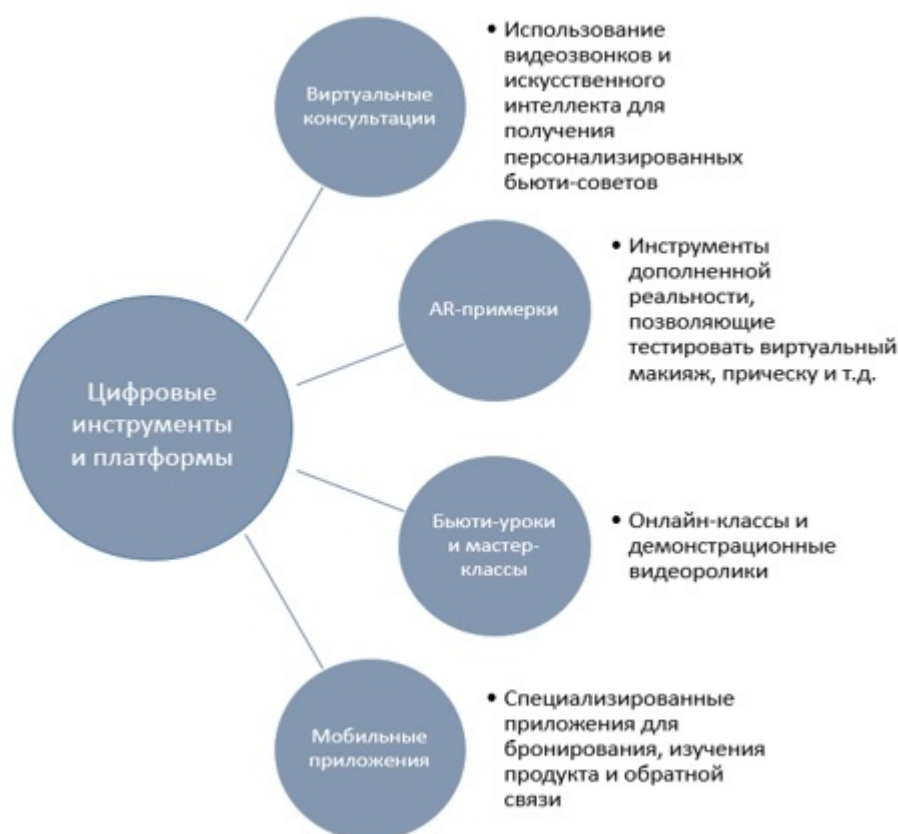 Цифровые
инструменты
и платформы
Виртуальные
консультации
• Использование
видеозвонков и
искусственного
интеллекта для
получения
персонализированных
бьюти-советов
AR-примерки
• Инструменты
дополненной
реальности,
позволяющие
тестировать виртуальный
макияж, прическу и т.д.
Бьюти-уроки
и мастер-
классы
• Онлайн-классы и
демонстрационные
видеоролики
Мобильные
приложения
• Специализированные
приложения для
бронирования, изучения
продукта и обратной
связи